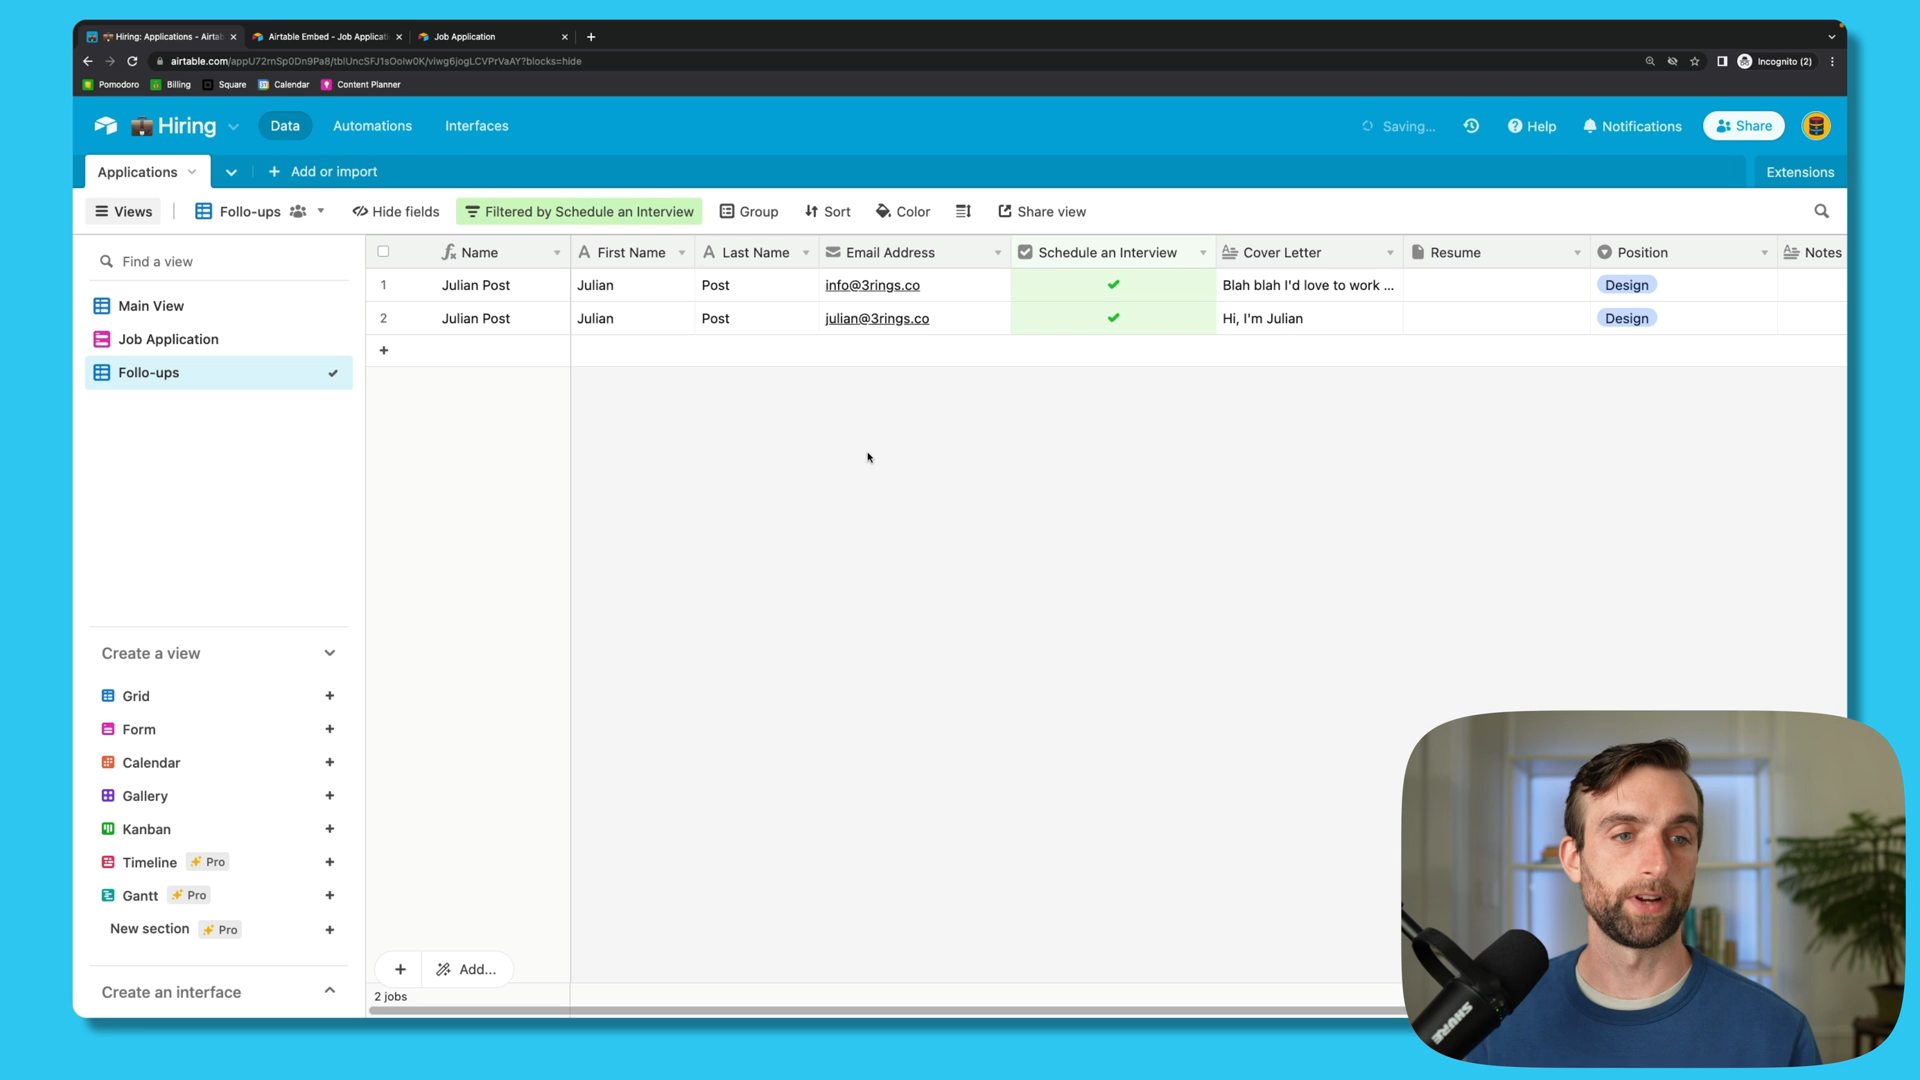 Hiring: Applications - Airta
Airtable Embed - Job Applicati
Job Application
airtable.com/appU72rnSp0Dn9Pa8/tblUncSFJ1sOoIw0K/viwg6jogLCVPrVaAY?blocks=hide
Incognito (2)
Pomodoro
Billing
Square
Calendar
Content Planner
Hiring
Data
Automations
Interfaces
Saving...
Help
Notifications
Share
Applications
Add or import
Extensions
Views
Follo-ups
Hide fields
Filtered by Schedule an Interview
Group
Sort
Color
Share view
Find a view
Main View
Job Application
Follo-ups
Name
First Name
Last Name
Email Address
Schedule an Interview
Cover Letter
Resume
Position
Notes
1
Julian Post
Julian
Post
info@3rings.co
Blah blah I'd love to work ...
Design
2
Julian Post
Julian
Post
julian@3rings.co
Hi, I'm Julian
Design
Create a view
Grid
Form
Calendar
Gallery
Kanban
Timeline
Pro
Gantt
Pro
New section
Pro
Create an interface
Add...
2 jobs
SHURE